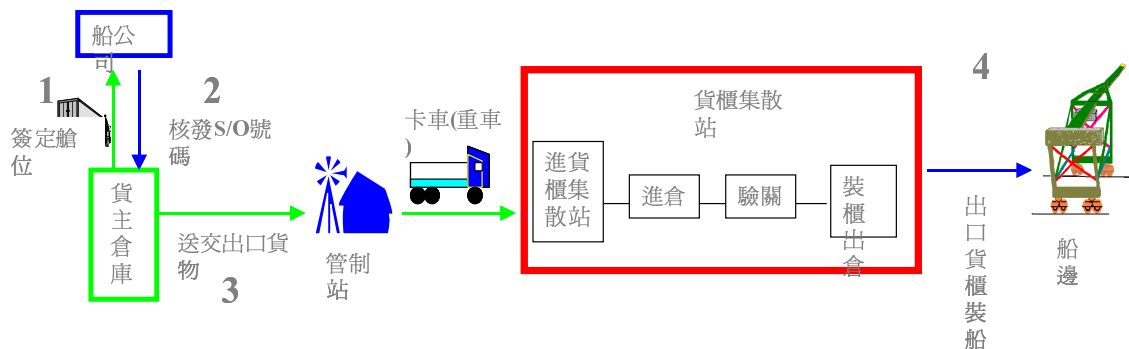 船公
司
1
簽定艙
位
2
核發S/O號
碼
貨
主
倉
庫
送交出口貨
物
3
管制
站
卡車(重車
)
貨櫃集散
站
進貨
櫃集
散站
進倉
驗關
裝
櫃
出
倉
4
出
口
貨
櫃
裝
船
船
邊